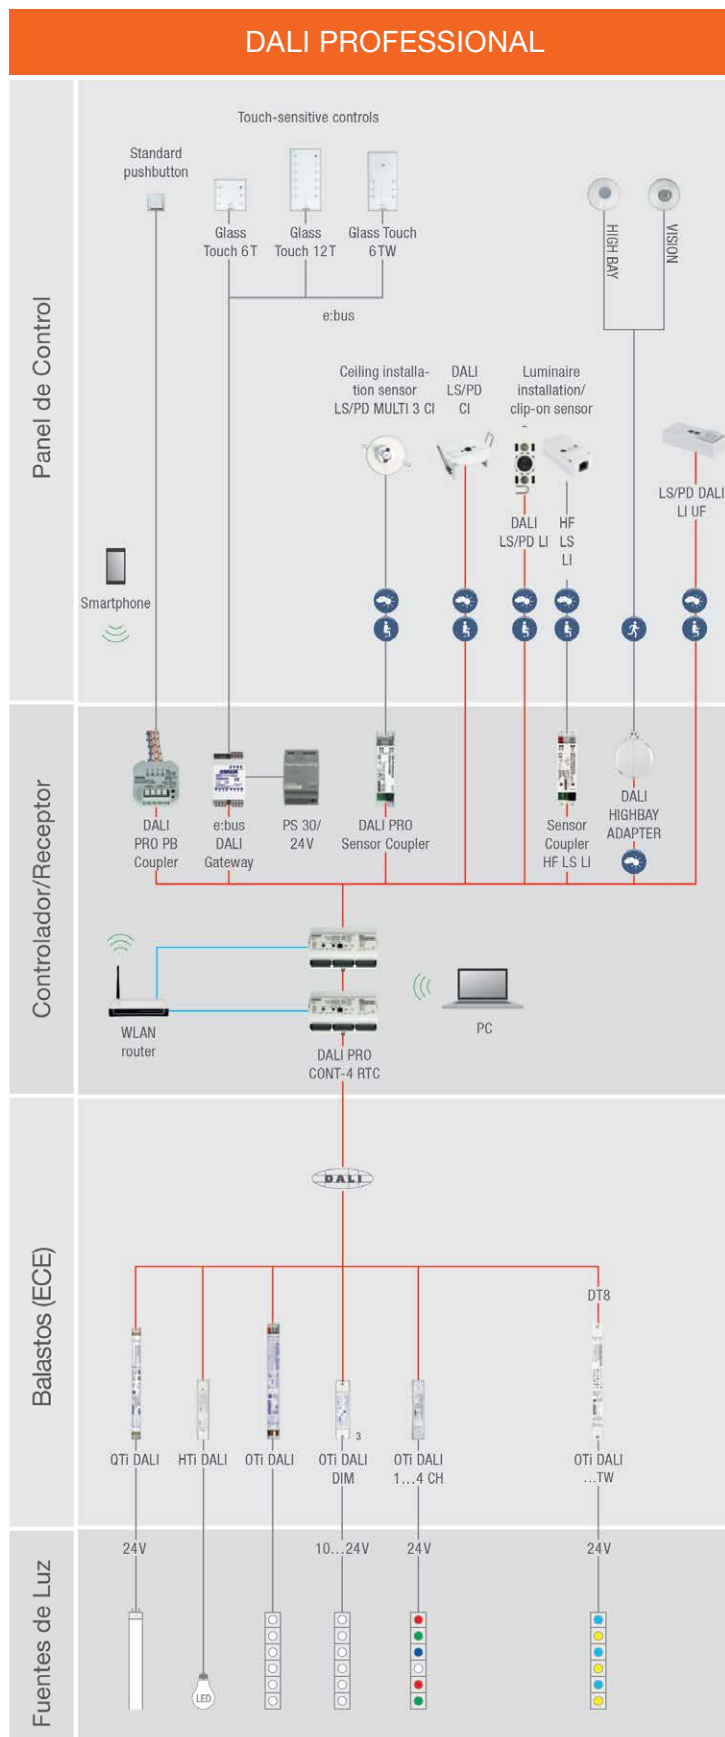 DALI PROFESSIONAL
Panel de Control
Touch-sensitive controls
Standard
pushbutton
Glass
Touch 6T
Glass
Touch 12T
Glass Touch
6TW
HIGH BAY
VISION
e:bus
Ceiling installa-
tion sensor
LS/PD MULTI 3 CI
DALI
LS/PD
CI
Luminaire
installation/
clip-on sensor
LS/PD DALI
LI UF
DALI
LS/PD LI
HF
LS
LI
Smartphone
Controlador/Receptor
DALI
PRO PB
Coupler
e:bus
DALI
Gateway
PS 30/
24V
DALI PRO
Sensor Coupler
Sensor
Coupler
HF LS LI
DALI
HIGHBAY
ADAPTER
WLAN
router
PC
DALI PRO
CONT-4 RTC
Balastos (ECE)
DALI
DT8
3
QTi DALI
HTi DALI
OTi DALI
OTi DALI
DIM
OTi DALI
1...4 CH
OTi DALI
...TW
Fuentes de Luz
24V
10...24V
24V
24V
LED